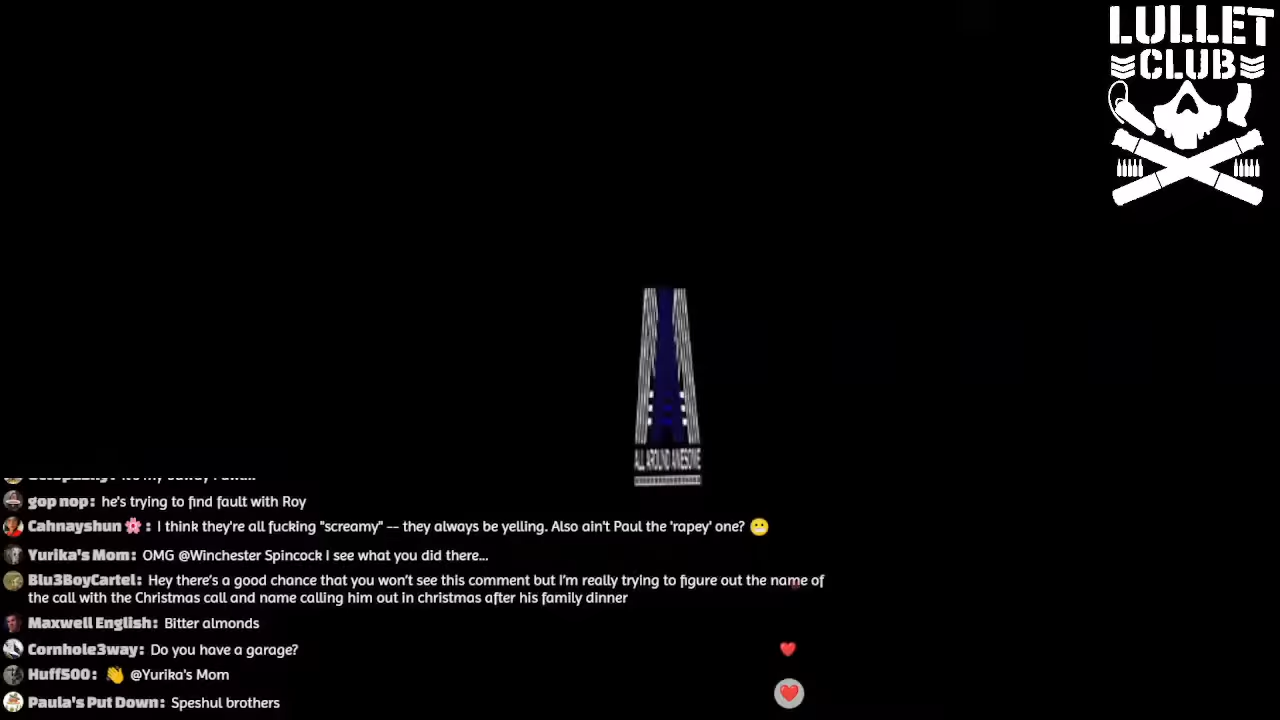 LULLET
CLUB
ALL AROUND AWESOME
gop nop: he's trying to find fault with Roy
Cahnayshun🌸: I think they're all fucking "screamy" -- they always be yelling. Also ain't Paul the 'rapey' one? 😬
Yurika's Mom: OMG @Winchester Spincock I see what you did there...
Blu3BoyCartel: Hey there's a good chance that you won't see this comment but I'm really trying to figure out the name of
the call with the Christmas call and name calling him out in christmas after his family dinner
Maxwell English: Bitter almonds
Cornhole3way: Do you have a garage?
Huff500: 👏 @Yurika's Mom
Paula's Put Down: Speshul brothers